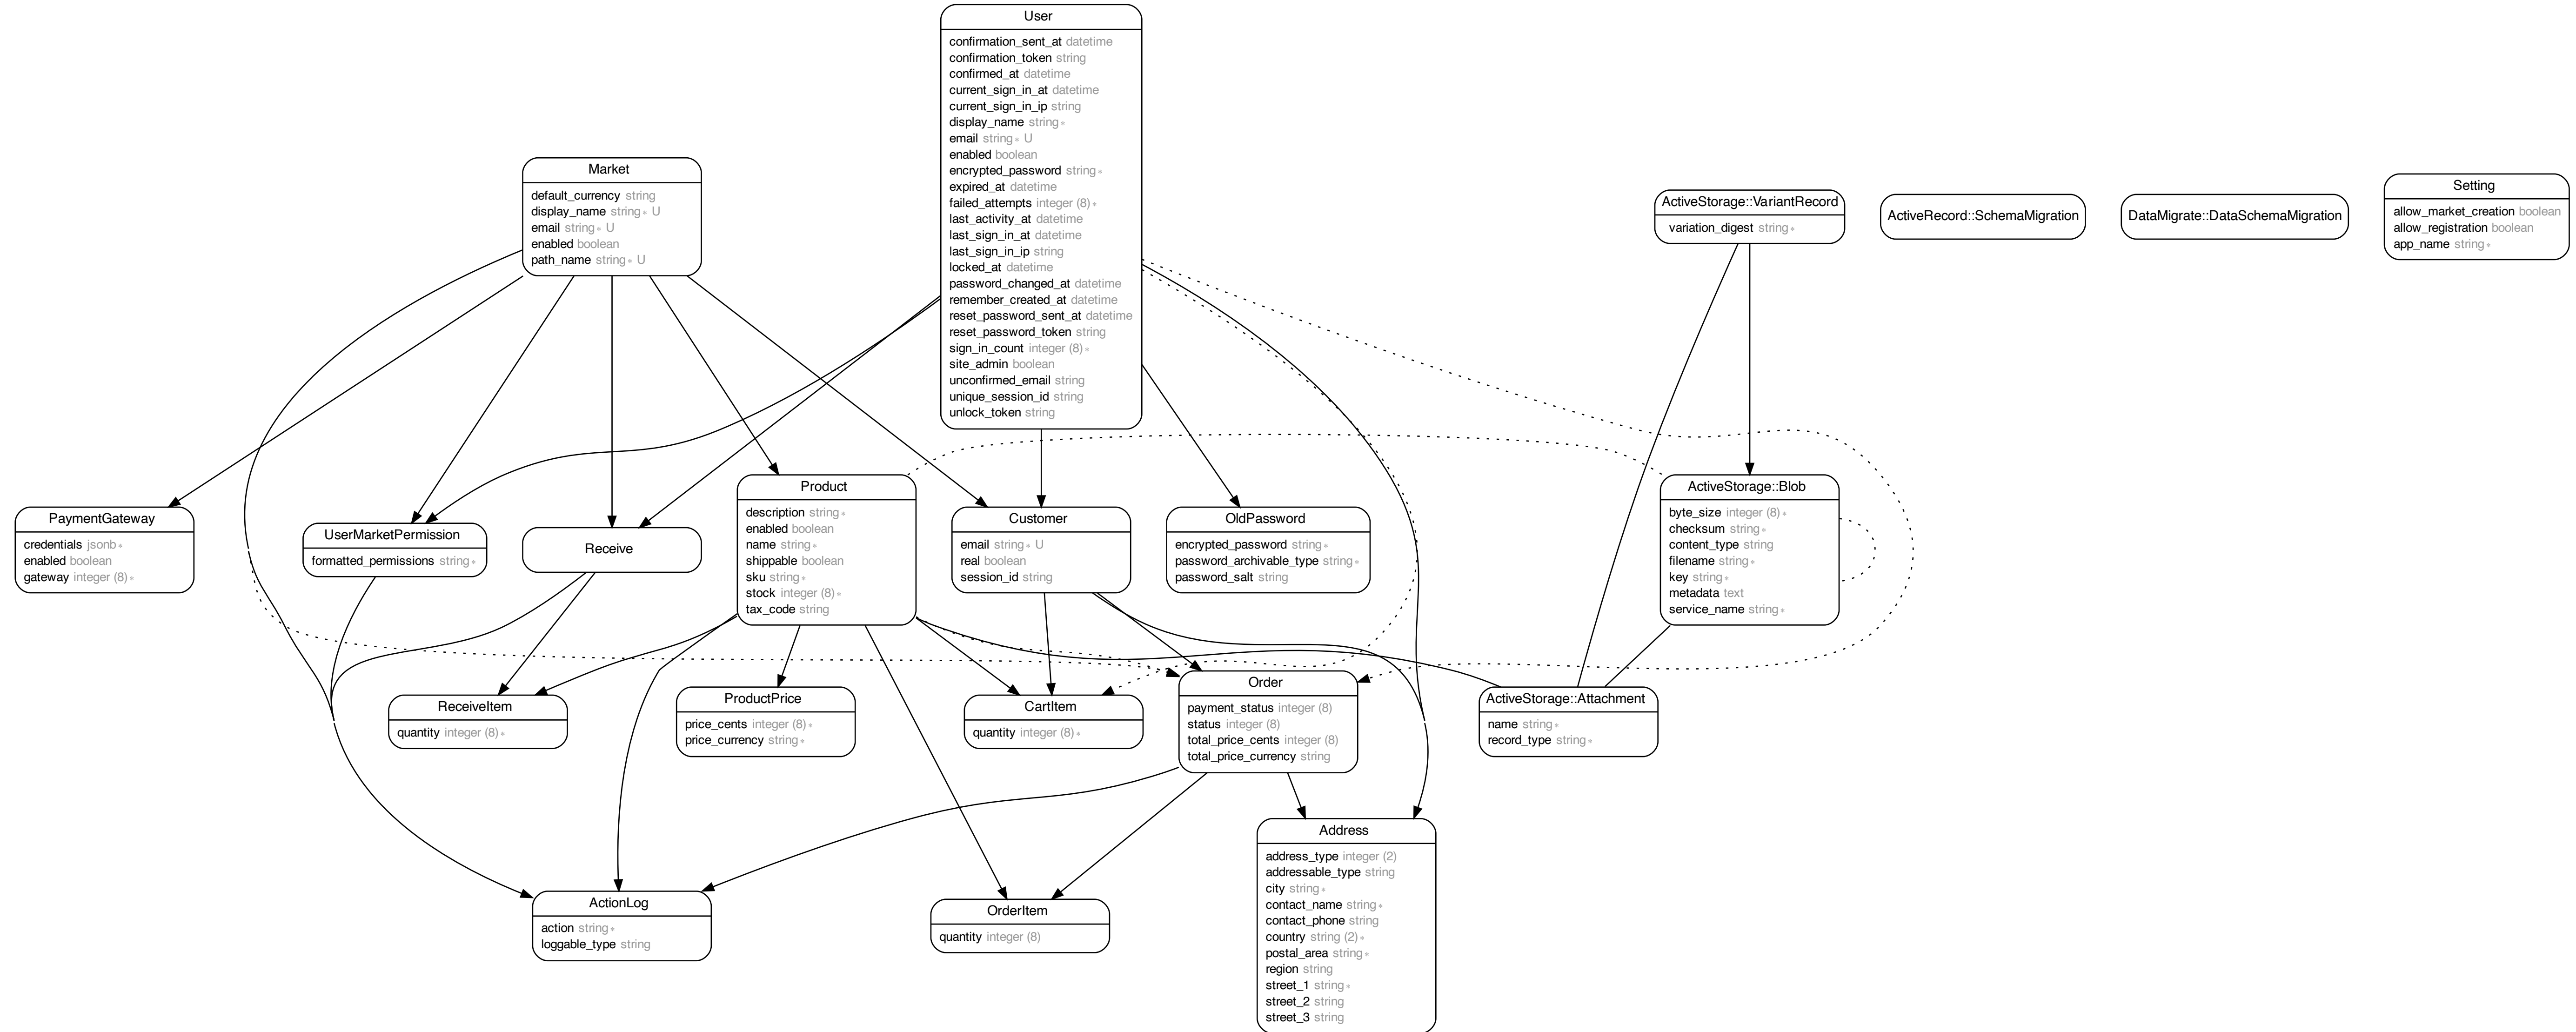 User
confirmation_sent_at datetime
confirmation_token string
confirmed_at datetime
current_sign_in_at datetime
current_sign_in_ip string
display_name string *
email string * U
enabled boolean
encrypted_password string *
expired_at datetime
failed_attempts integer (8) *
last_activity_at datetime
last_sign_in_at datetime
last_sign_in_ip string
locked_at datetime
password_changed_at datetime
remember_created_at datetime
reset_password_sent_at datetime
reset_password_token string
sign_in_count integer (8) *
site_admin boolean
unconfirmed_email string
unique_session_id string
unlock_token string
Market
default_currency string
display_name string * U
email string * U
enabled boolean
path_name string * U
ActiveStorage::VariantRecord
variation_digest string *
ActiveRecord::SchemaMigration
DataMigrate::DataSchemaMigration
Setting
allow_market_creation boolean
allow_registration boolean
app_name string *
PaymentGateway
credentials jsonb *
enabled boolean
gateway integer (8) *
UserMarketPermission
formatted_permissions string *
Receive
Product
description string *
enabled boolean
name string *
shippable boolean
sku string *
stock integer (8) *
tax_code string
Customer
email string * U
real boolean
session_id string
OldPassword
encrypted_password string *
password_archivable_type string *
password_salt string
ActiveStorage::Blob
byte_size integer (8) *
checksum string *
content_type string
filename string *
key string *
metadata text
service_name string *
ReceiveItem
quantity integer (8) *
ProductPrice
price_cents integer (8) *
price_currency string *
CartItem
quantity integer (8) *
Order
payment_status integer (8)
status integer (8)
total_price_cents integer (8)
total_price_currency string
ActiveStorage::Attachment
name string *
record_type string *
ActionLog
action string *
loggable_type string
OrderItem
quantity integer (8)
Address
address_type integer (2)
addressable_type string
city string *
contact_name string *
contact_phone string
country string (2) *
postal_area string *
region string
street_1 string *
street_2 string
street_3 string